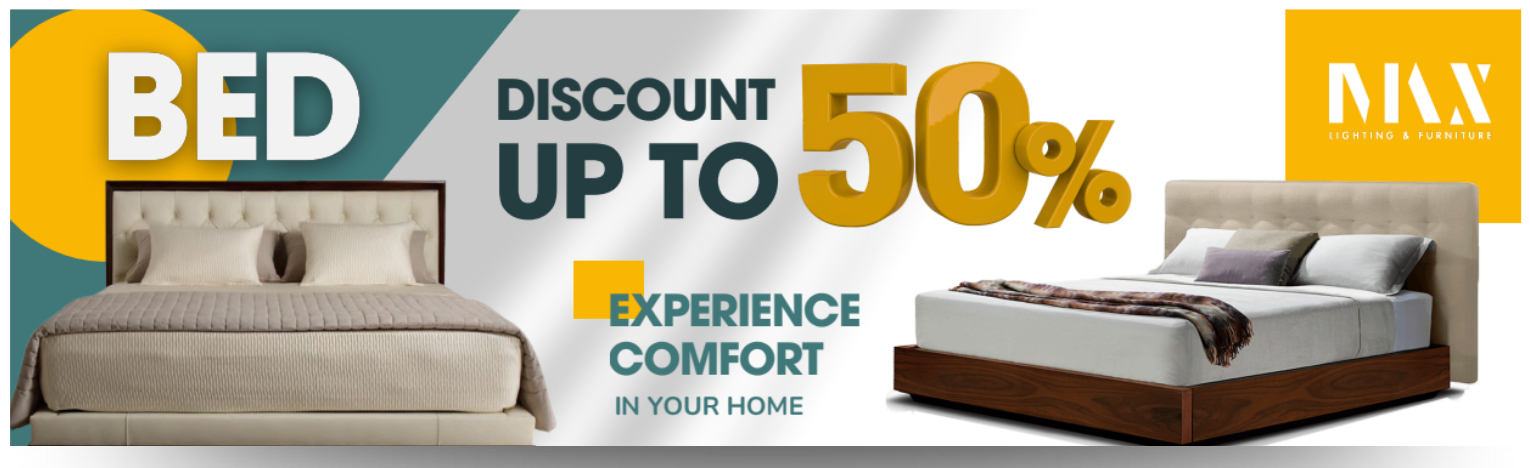 BED
DISCOUNT
UP TO 50%
EXPERIENCE
COMFORT
IN YOUR HOME
MAX
LIGHTING & FURNITURE